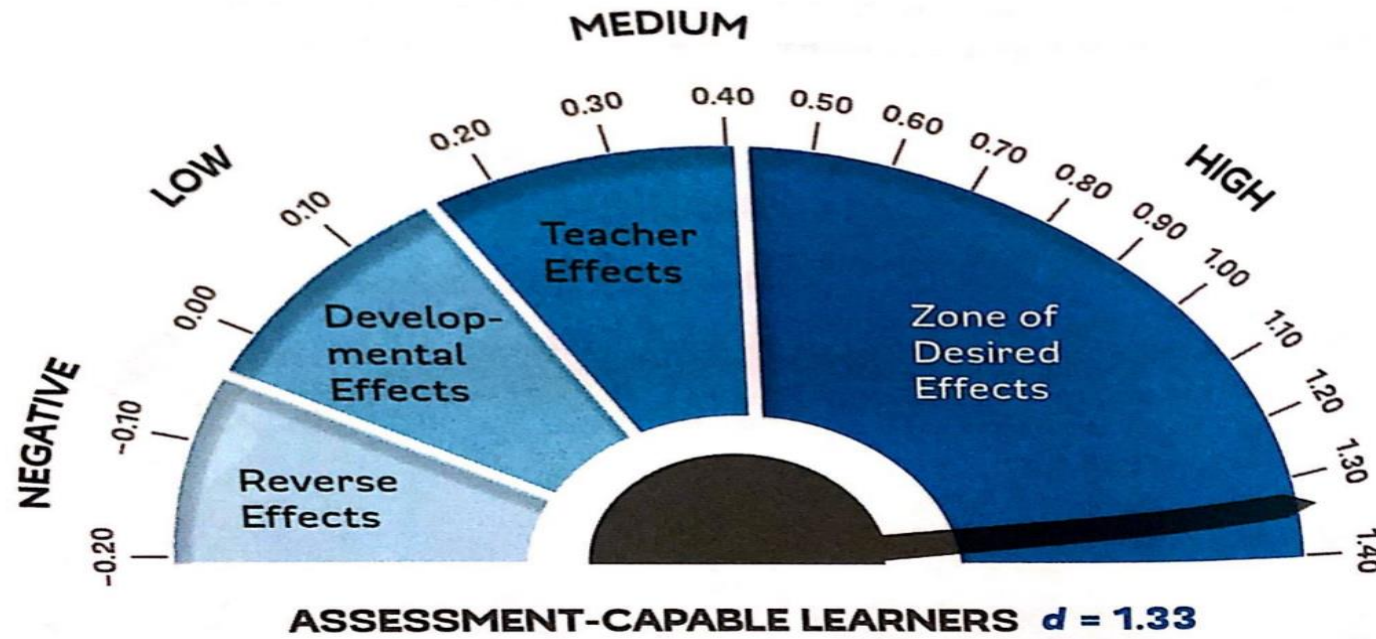 MEDIUM
LOW
HIGH
NEGATIVE
-0.20
-0.10
0.00
0.10
0.20
0.30
0.40
0.50
0.60
0.70
0.80
0.90
1.00
1.10
1.20
1.30
1.40
Reverse
Effects
Develop-
mental
Effects
Teacher
Effects
Zone of
Desired
Effects
ASSESSMENT-CAPABLE LEARNERS d = 1.33